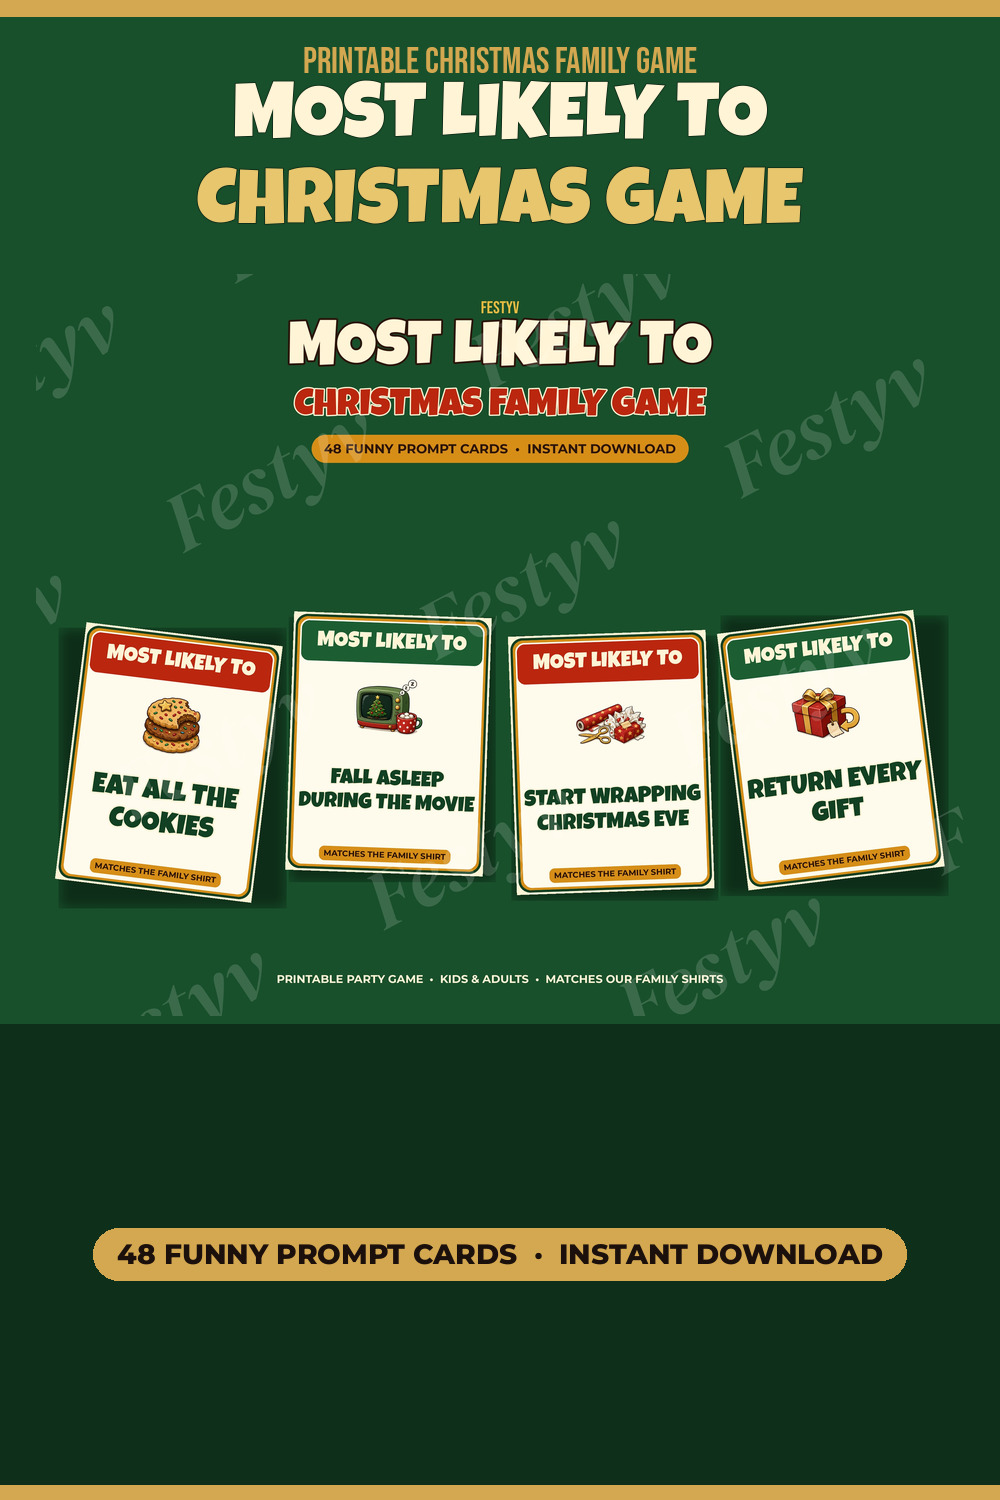 PRINTABLE CHRISTMAS FAMILY GAME
MOST LIKELY TO
CHRISTMAS GAME
FESTYV
MOST LIKELY TO
CHRISTMAS FAMILY GAME
48 FUNNY PROMPT CARDS • INSTANT DOWNLOAD
Festyv
Festyv
Festyv
MOST LIKELY TO
EAT ALL THE
COOKIES
MATCHES THE FAMILY SHIRT
MOST LIKELY TO
Z Z
FALL ASLEEP
DURING THE MOVIE
MATCHES THE FAMILY SHIRT
MOST LIKELY TO
START WRAPPING
CHRISTMAS EVE
MATCHES THE FAMILY SHIRT
MOST LIKELY TO
RETURN EVERY
GIFT
MATCHES THE FAMILY SHIRT
Festyv
PRINTABLE PARTY GAME • KIDS & ADULTS • MATCHES OUR FAMILY SHIRTS
48 FUNNY PROMPT CARDS • INSTANT DOWNLOAD